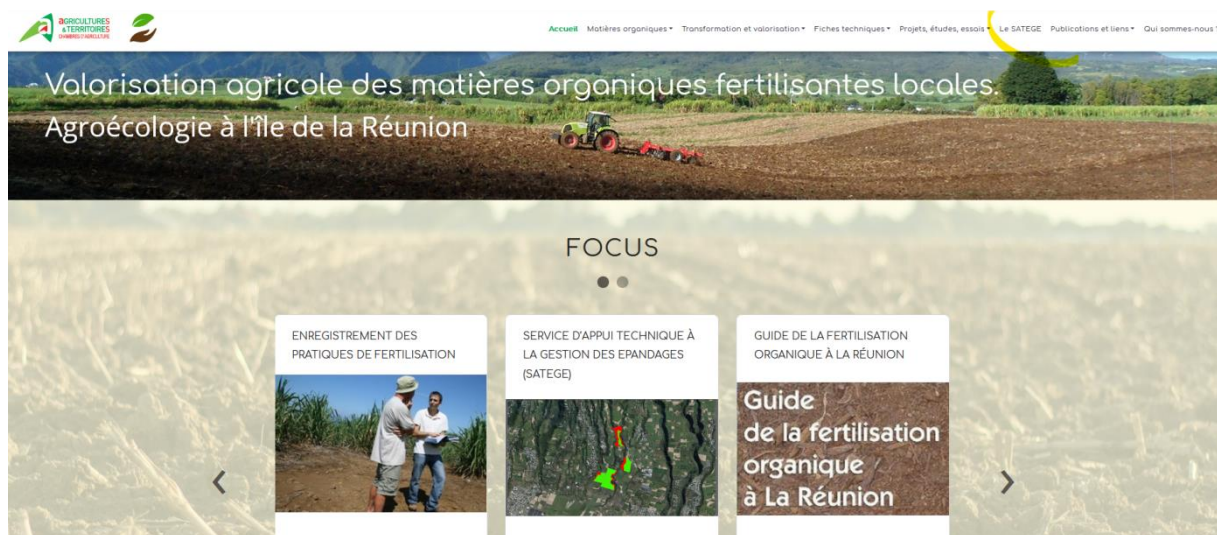 AGRICULTURES
& TERRITOIRES
CHAMBRES D'AGRICULTURE
Accueil Matières organiques Transformation et valorisation Fiches techniques Projets, études, essais Le SATEGE Publications et liens Qui sommes-nous ?
Valorisation agricole des matières organiques fertilisantes locales.
Agroécologie à l'île de la Réunion
FOCUS
ENREGISTREMENT DES
PRATIQUES DE FERTILISATION
SERVICE D'APPUI TECHNIQUE À
LA GESTION DES EPANDAGES
(SATEGE)
GUIDE DE LA FERTILISATION
ORGANIQUE À LA RÉUNION
Guide
de la fertilisation
organique
à La Réunion